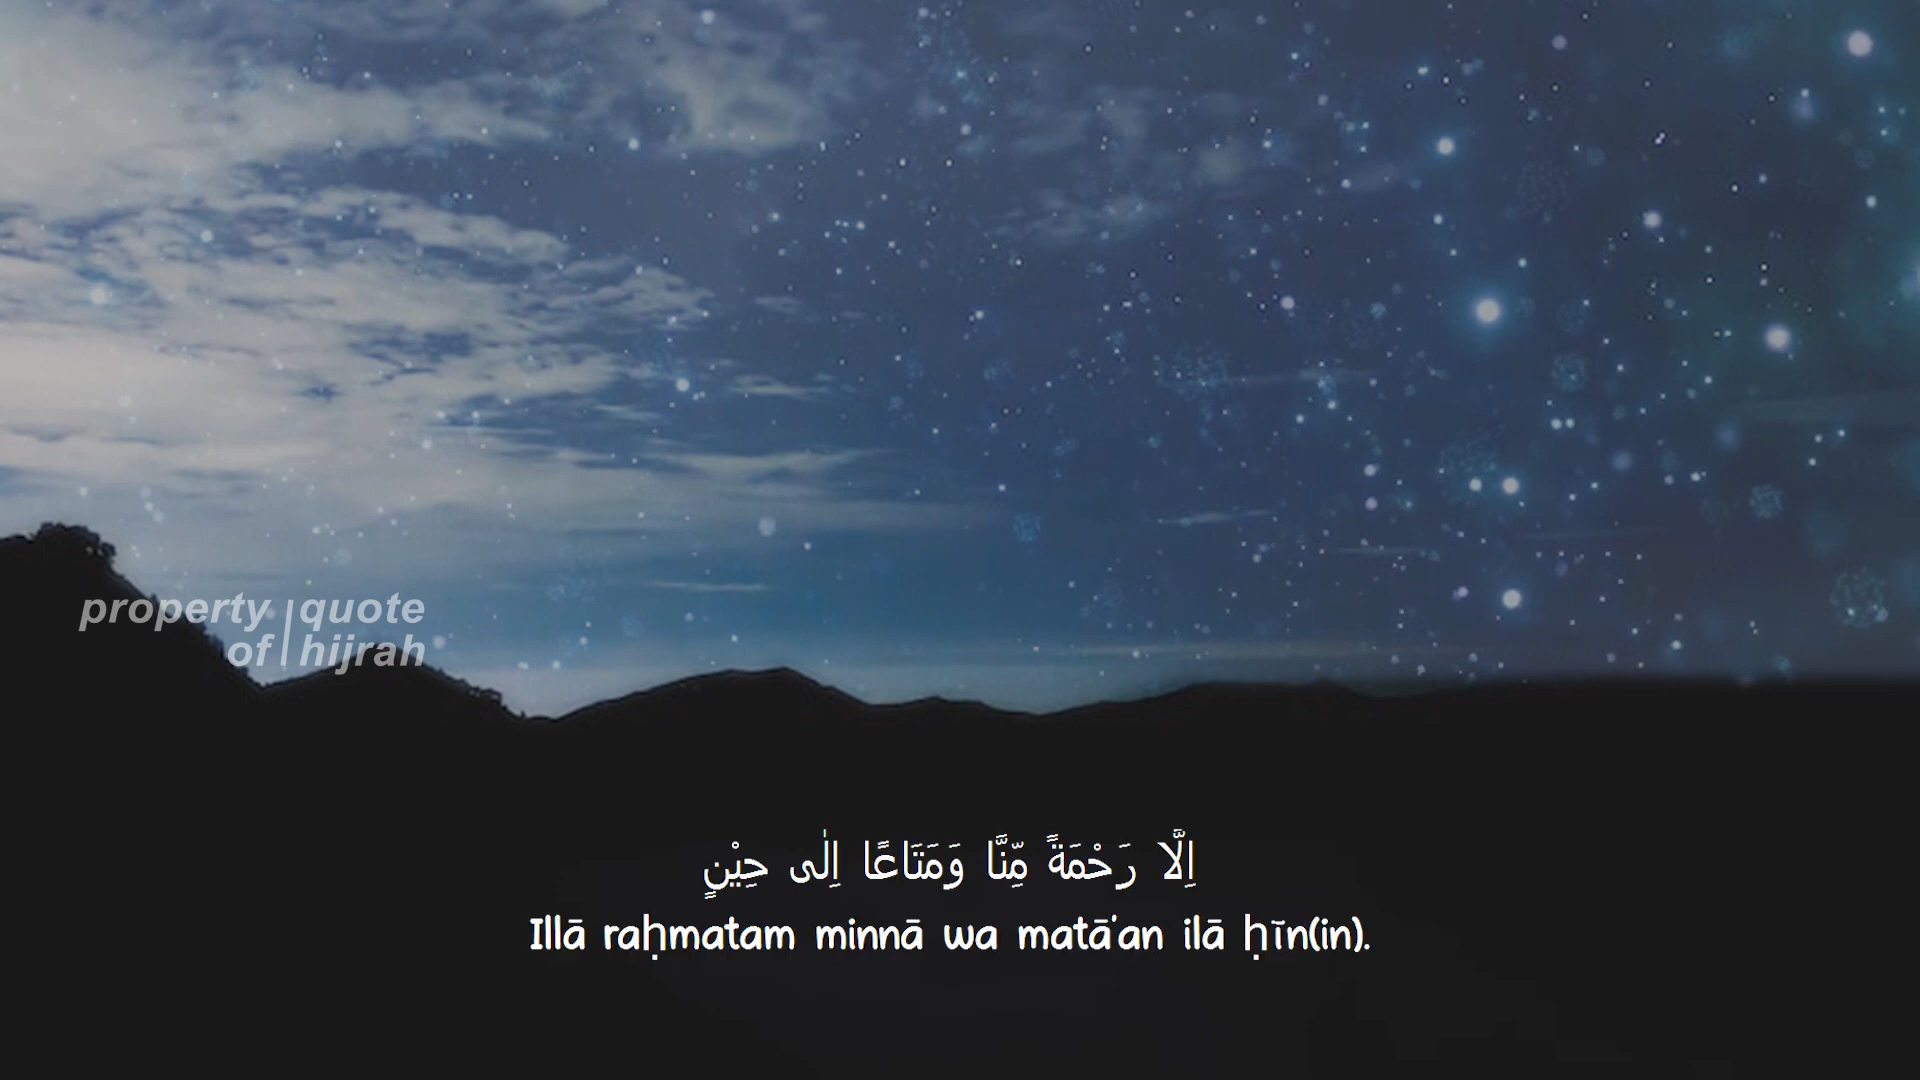 property quote
of hijrah
اِلَّا رَحْمَةً مِّنَّا وَمَتَاعًا اِلٰى حِيْنٍ
Illā raḥmatam minnā wa matā'an ilā ḥīn(in).